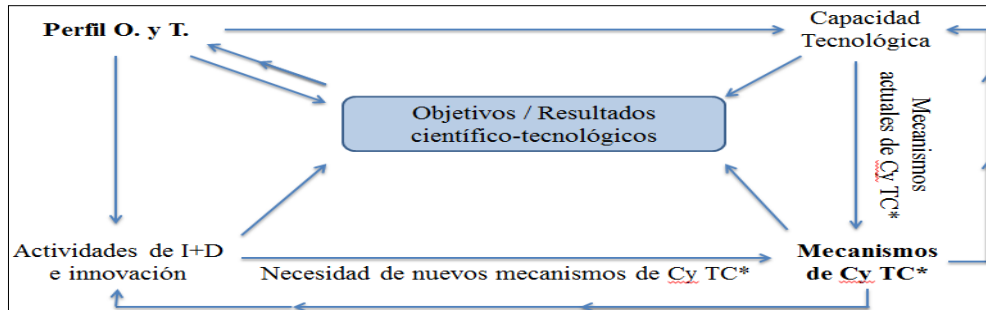 Perfil O. y T.
Capacidad
Tecnológica
Mecanismos
actuales de Cy TC*
Objetivos / Resultados
científico-tecnológicos
Actividades de I+D
e innovación
Necesidad de nuevos mecanismos de Cy TC*
Mecanismos
de Cy TC*